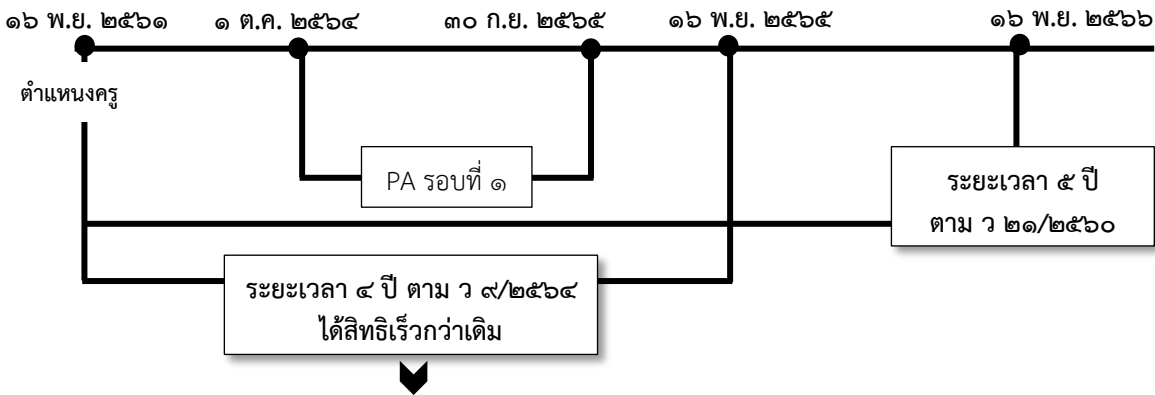 ๑๖ พ.ย. ๒๕๖๑ ๑ ต.ค. ๒๕๖๔ ๓๐ ก.ย. ๒๕๖๕ ๑๖ พ.ย. ๒๕๖๕ ๑๖ พ.ย. ๒๕๖๖
ตำแหนงครู
PA รอบที่ ๑
ระยะเวลา ๕ ปี
ตาม ว ๒๑/๒๕๖๐
ระยะเวลา ๔ ปี ตาม ว ๙/๒๕๖๔
ได้สิทธิเร็วกว่าเดิม